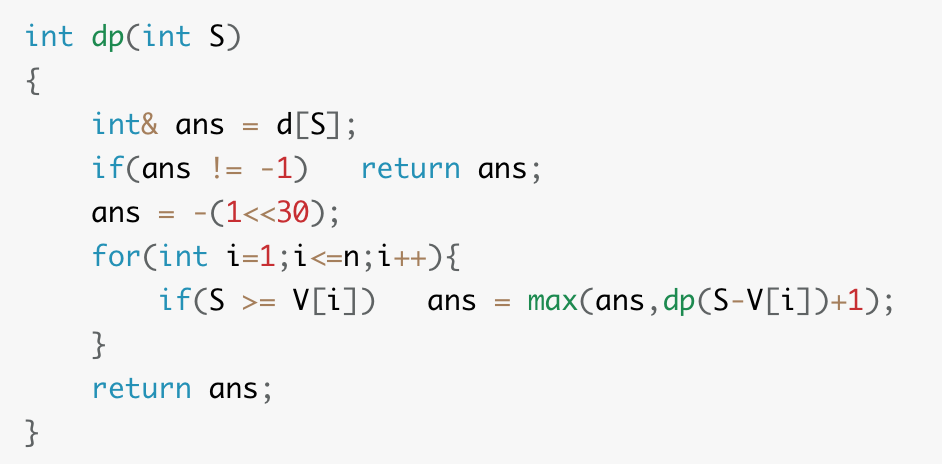 int dp(int S)
{
    int& ans = d[S];
    if(ans != -1)   return ans;
    ans = -(1<<30);
    for(int i=1;i<=n;i++){
        if(S >= V[i])   ans = max(ans,dp(S-V[i])+1);
    }
    return ans;
}